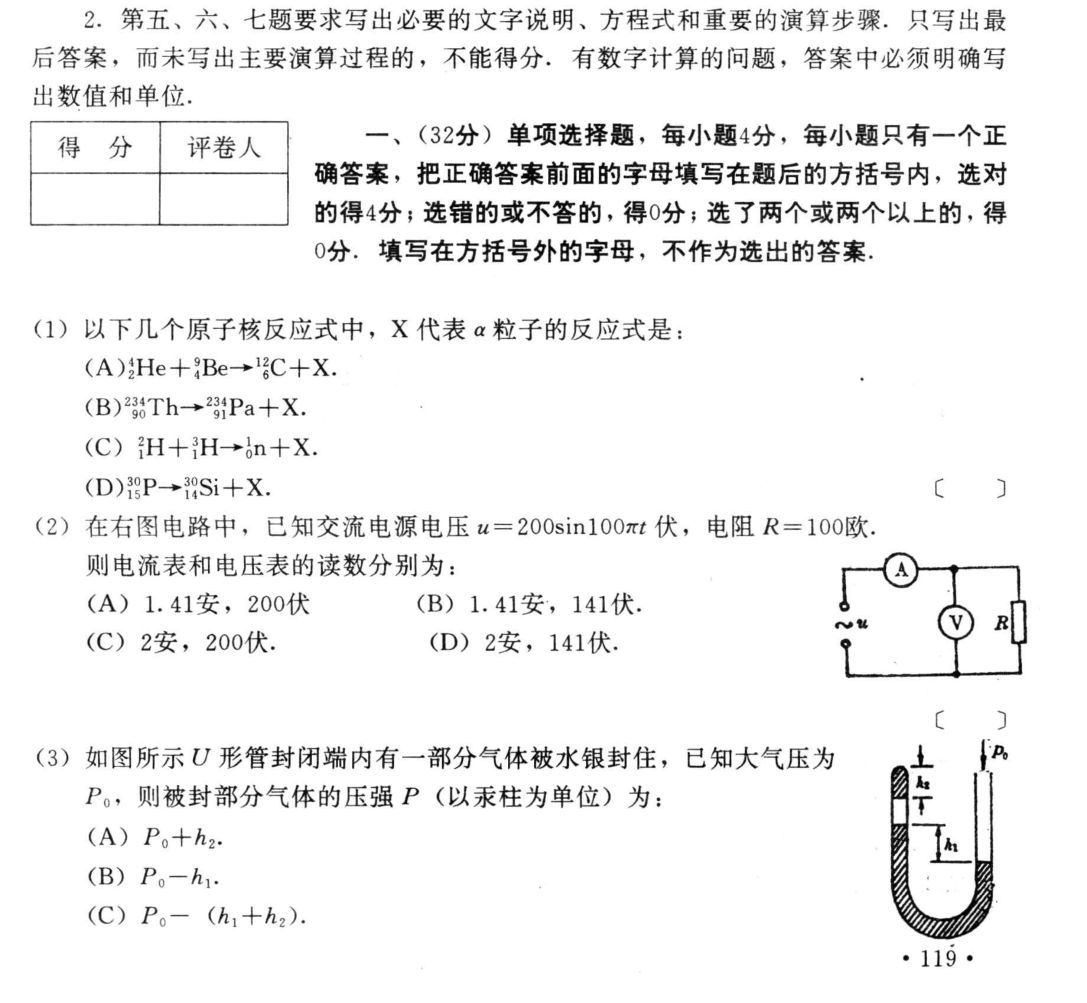 2. 第五、六、七题要求写出必要的文字说明、方程式和重要的演算步骤. 只写出最
后答案，而未写出主要演算过程的，不能得分. 有数字计算的问题，答案中必须明确写
出数值和单位.
得 分 评卷人
一、（32分）单项选择题，每小题4分，每小题只有一个正
确答案，把正确答案前面的字母填写在题后的方括号内，选对
的得4分；选错的或不答的，得0分；选了两个或两个以上的，得
0分. 填写在方括号外的字母，不作为选出的答案.
（1）以下几个原子核反应式中，X 代表 α 粒子的反应式是：
（A）⁴₂He＋⁹₄Be→¹²₆C＋X.
（B）²³⁴₉₀Th→²³⁴₉₁Pa＋X.
（C）²₁H＋³₁H→¹₀n＋X.
（D）³⁰₁₅P→³⁰₁₄Si＋X. 〔 〕
（2）在右图电路中，已知交流电源电压 u＝200sin100πt 伏，电阻 R＝100欧.
则电流表和电压表的读数分别为：
（A）1.41安，200伏 （B）1.41安，141伏.
（C）2安，200伏. （D）2安，141伏.
A
～u V R
〔 〕
（3）如图所示 U 形管封闭端内有一部分气体被水银封住，已知大气压为
P₀，则被封部分气体的压强 P（以汞柱为单位）为：
（A）P₀＋h₂.
（B）P₀－h₁.
（C）P₀－（h₁＋h₂）.
P₀
h₂
h₁
· 119 ·